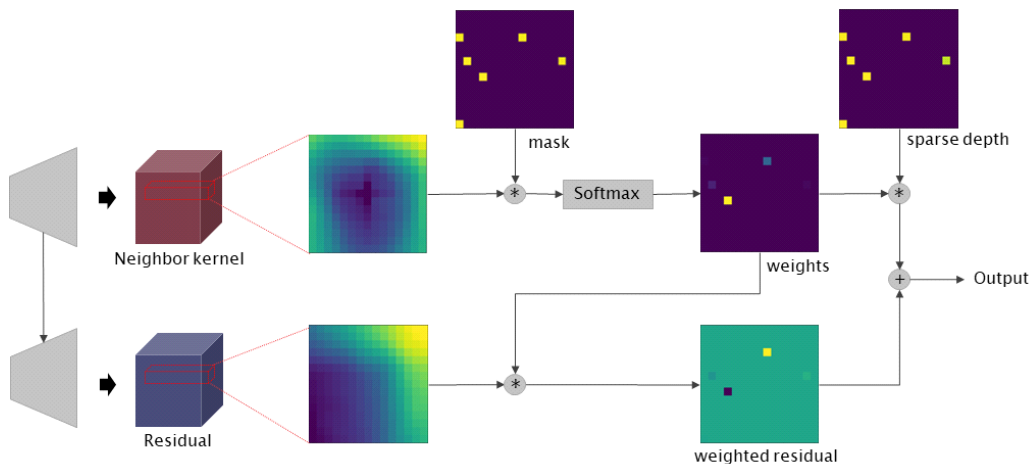 mask
sparse depth
*
Softmax
*
Neighbor kernel
weights
+
Output
*
Residual
weighted residual